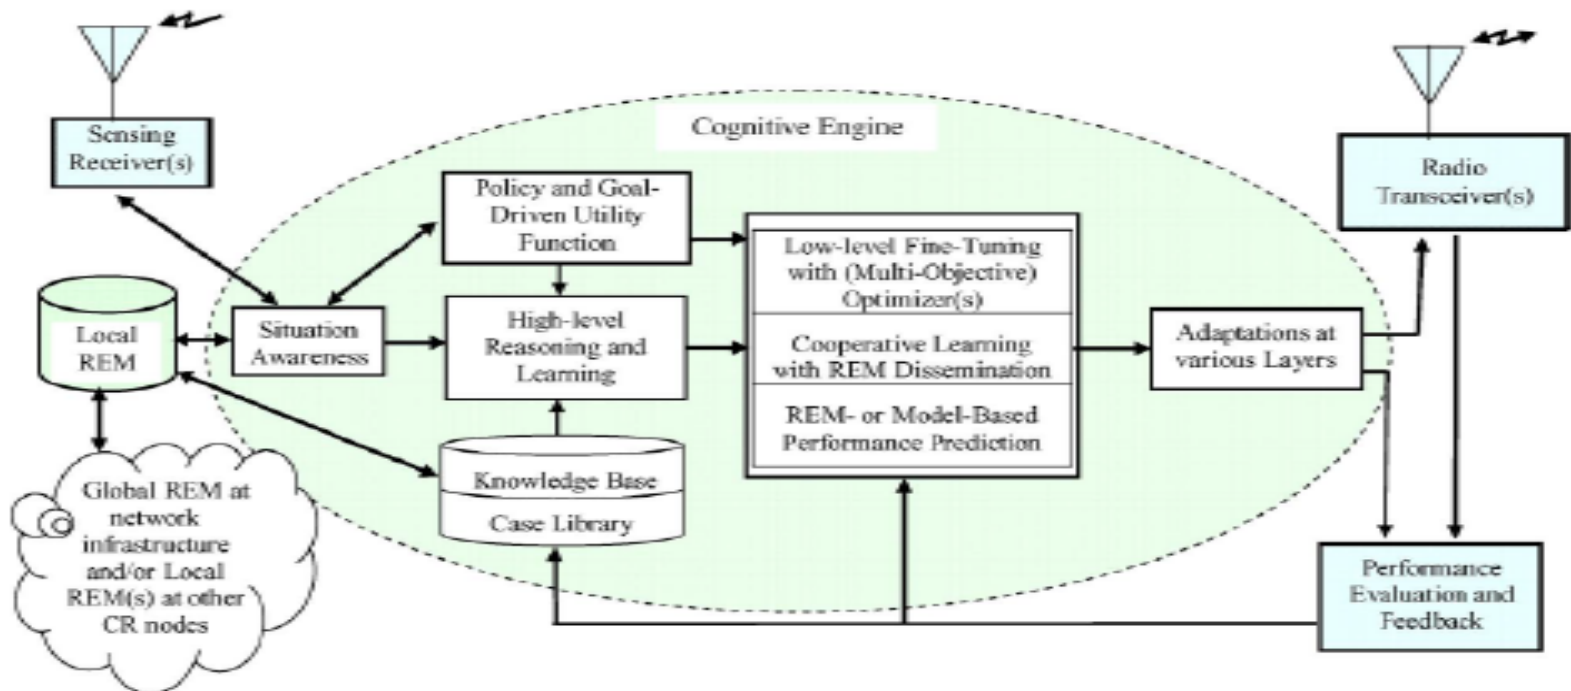 Cognitive Engine
Sensing
Receiver(s)
Radio
Transceiver(s)
Policy and Goal-
Driven Utility
Function
Low-level Fine-Tuning
with (Multi-Objective)
Optimizer(s)
Local
REM
Situation
Awareness
High-level
Reasoning and
Learning
Cooperative Learning
with REM Dissemination
Adaptations at
various Layers
REM- or Model-Based
Performance Prediction
Knowledge Base
Case Library
Global REM at
network
infrastructure
and/or Local
REM(s) at other
CR nodes
Performance
Evaluation and
Feedback